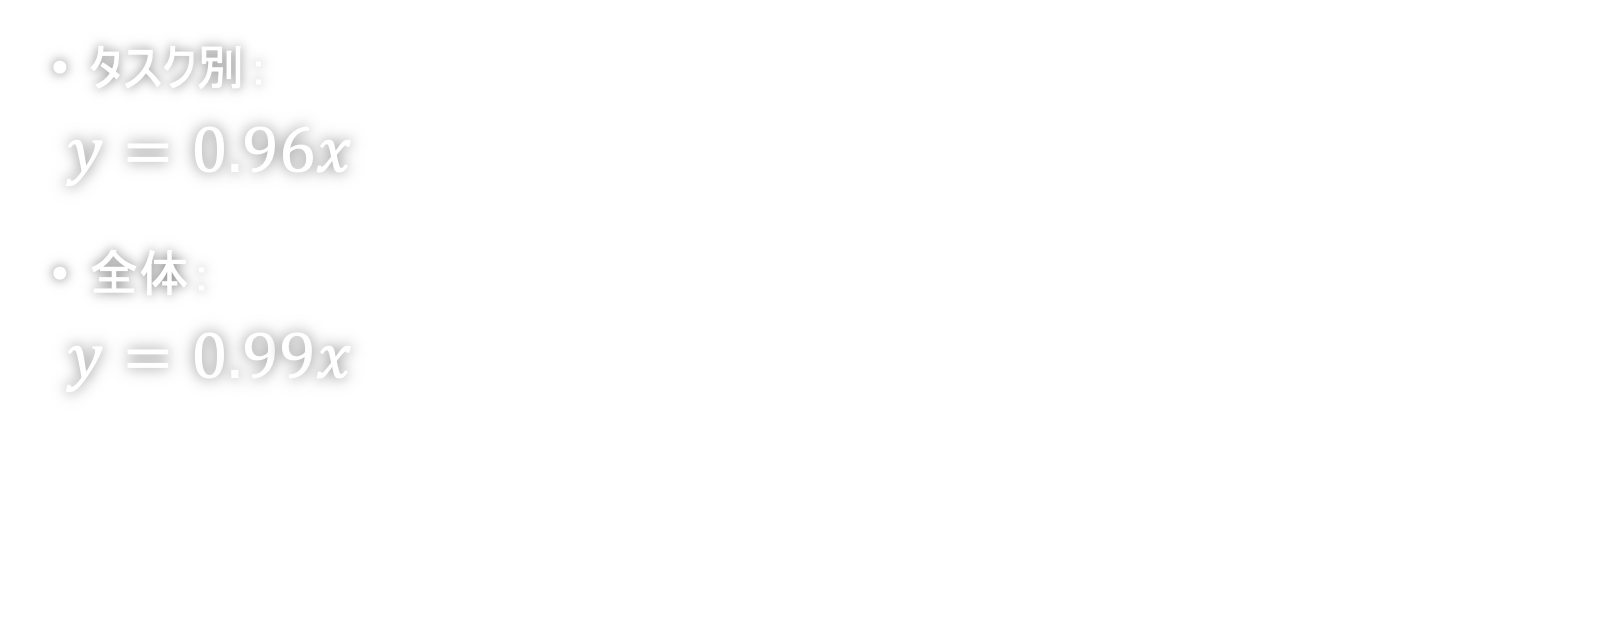 • タスク別:
y = 0.96x
• 全体:
y = 0.99x